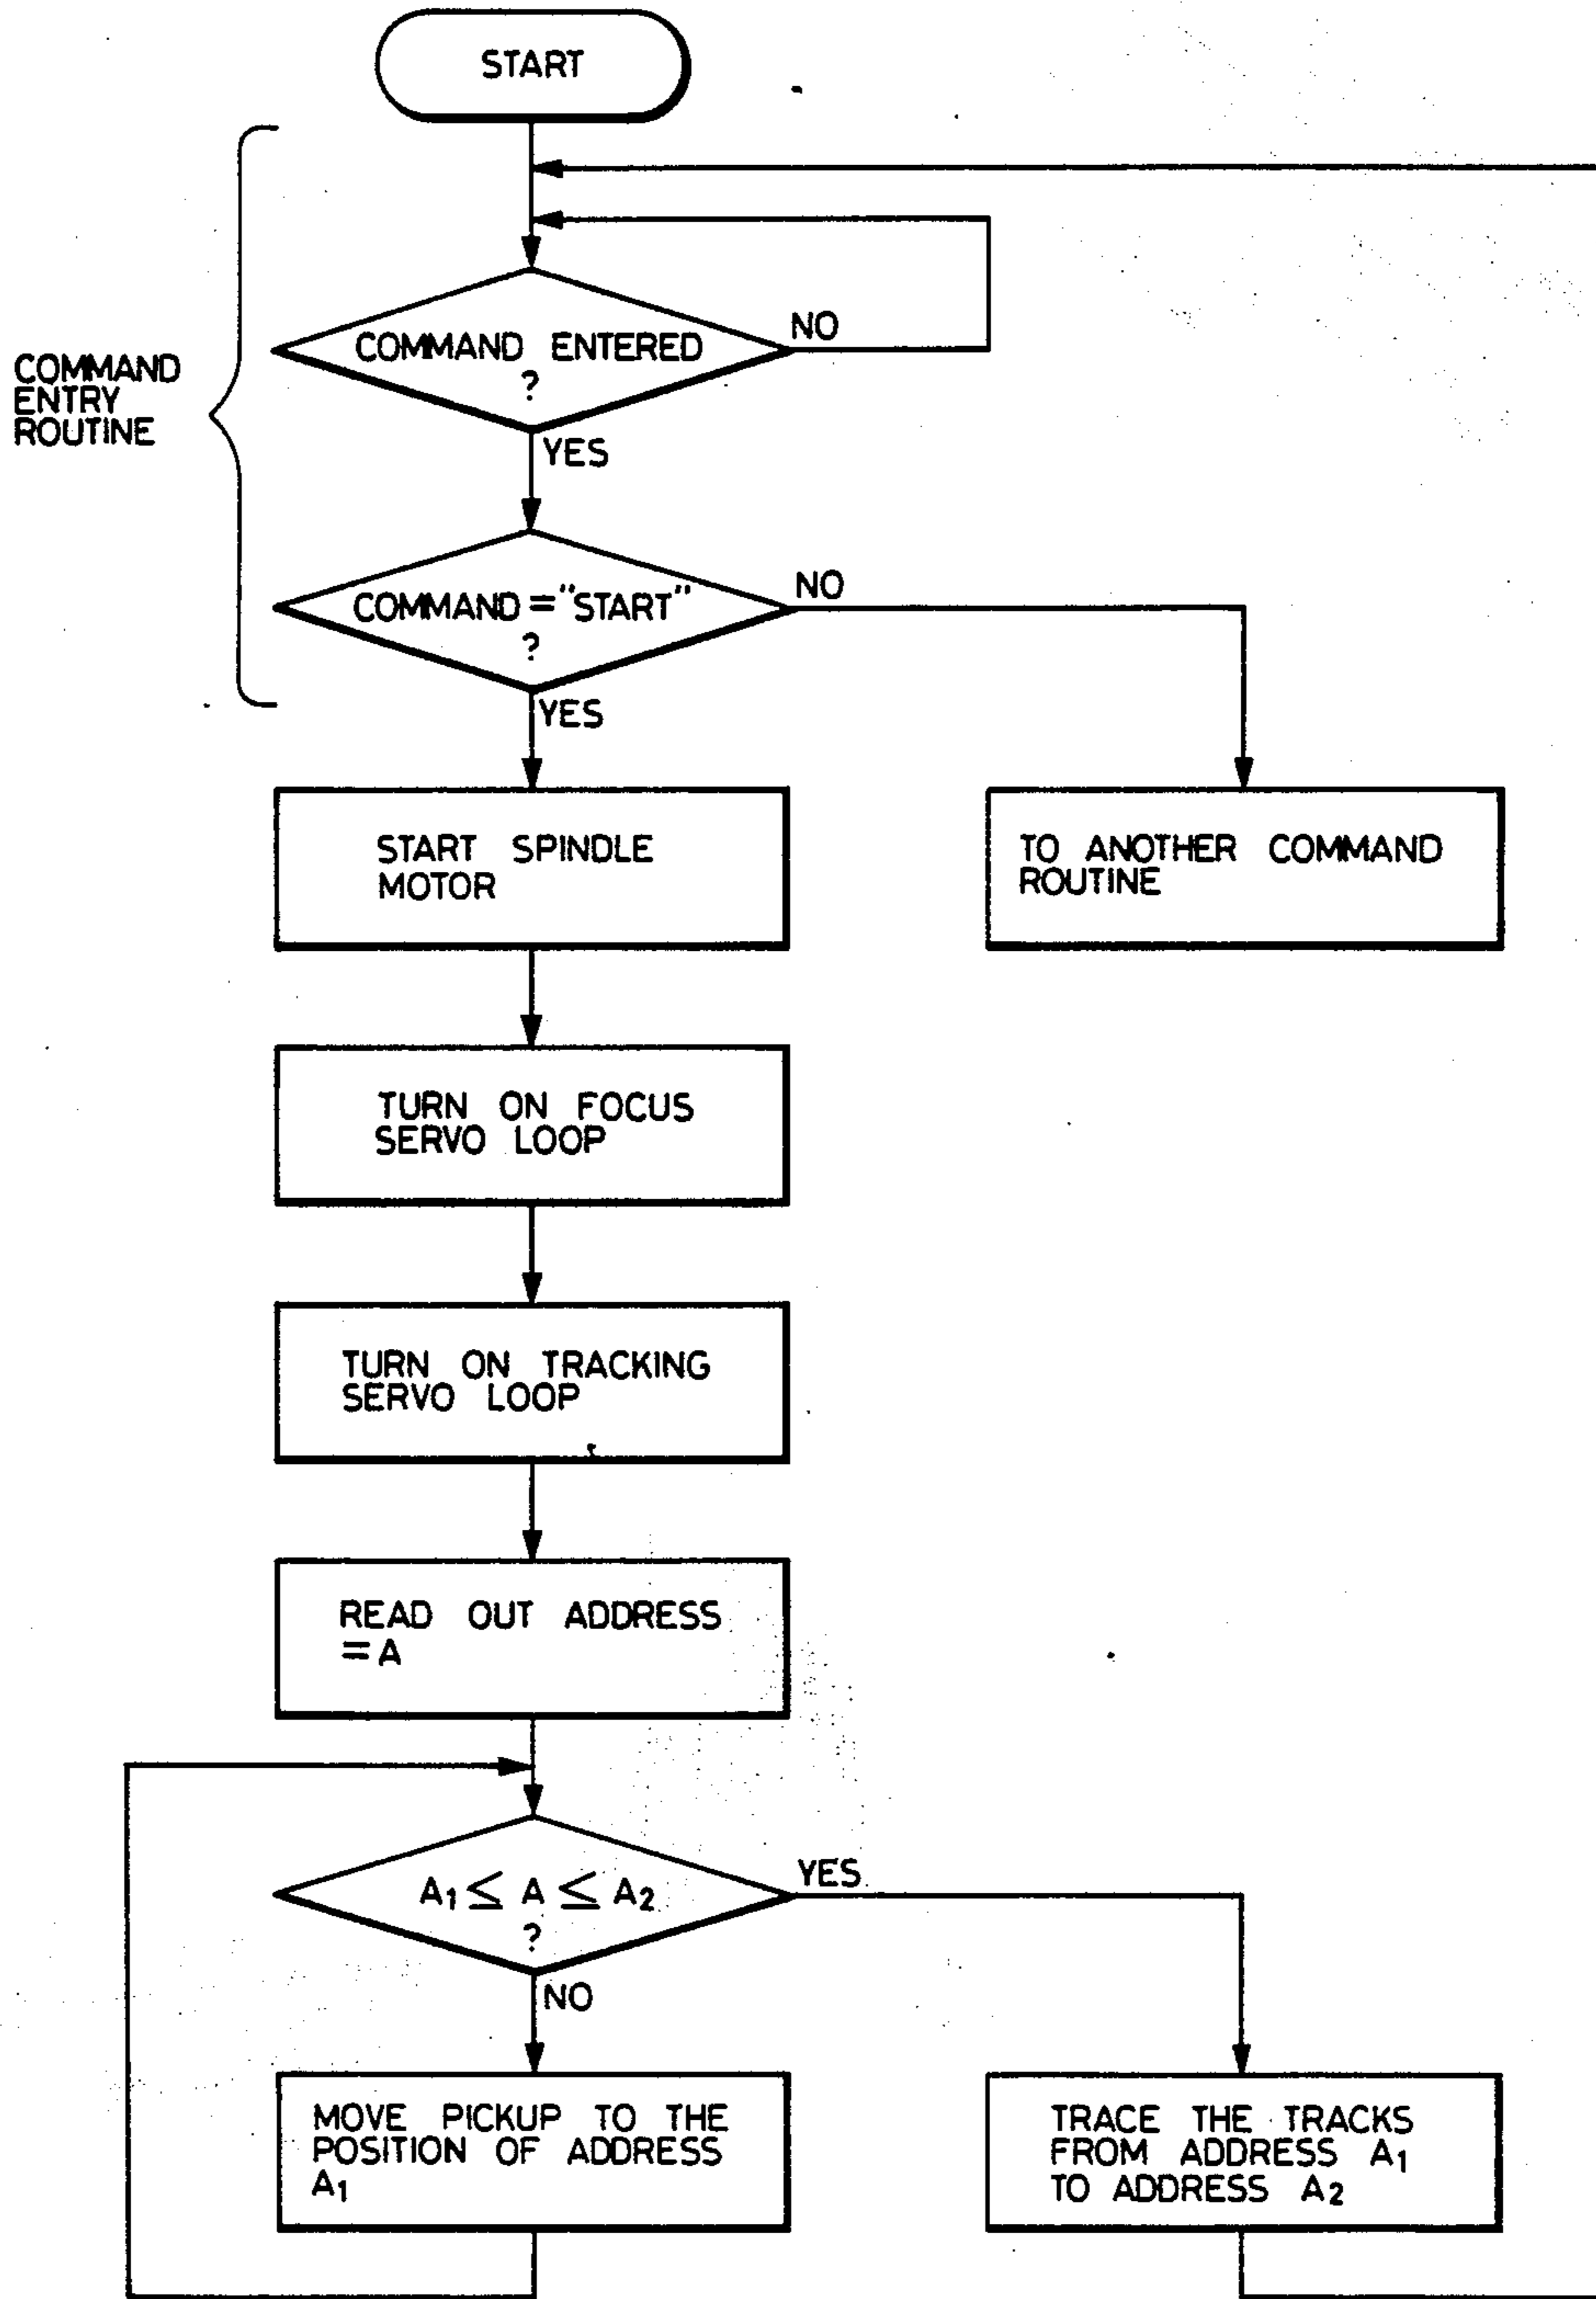 START
COMMAND
ENTRY
ROUTINE
COMMAND ENTERED
?
NO
YES
COMMAND="START"
?
NO
YES
START SPINDLE
MOTOR
TO ANOTHER COMMAND
ROUTINE
TURN ON FOCUS
SERVO LOOP
TURN ON TRACKING
SERVO LOOP
READ OUT ADDRESS
=A
A₁ ≤ A ≤ A₂
?
YES
NO
MOVE PICKUP TO THE
POSITION OF ADDRESS
A₁
TRACE THE TRACKS
FROM ADDRESS A₁
TO ADDRESS A₂